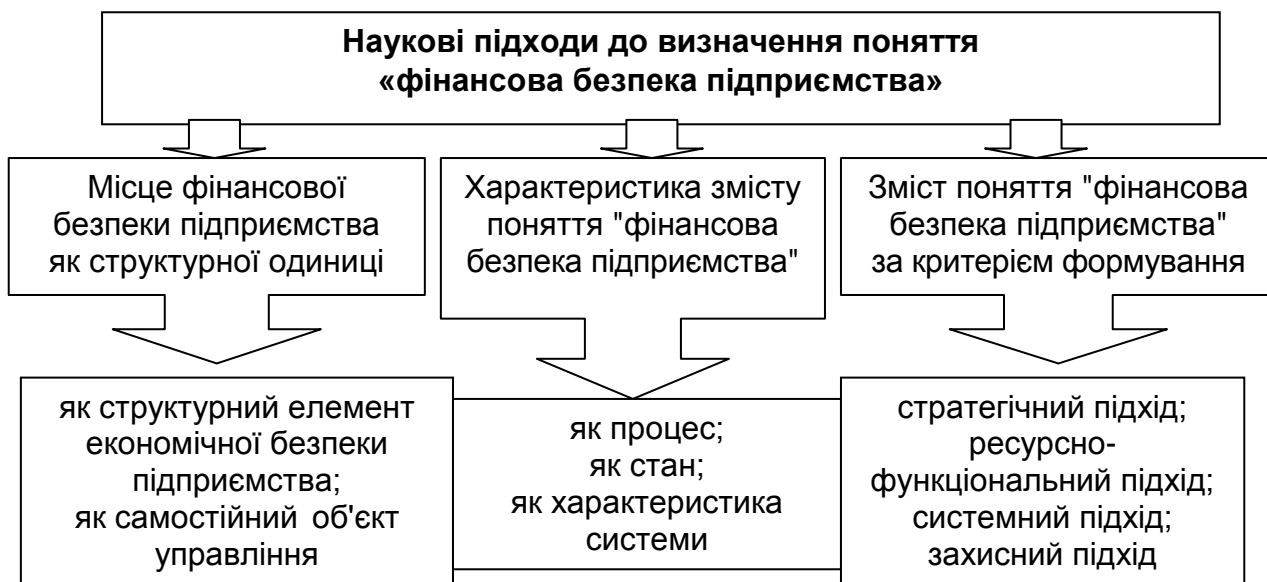 Наукові підходи до визначення поняття
«фінансова безпека підприємства»
Місце фінансової
безпеки підприємства
як структурної одиниці
Характеристика змісту
поняття "фінансова
безпека підприємства"
Зміст поняття "фінансова
безпека підприємства"
за критерієм формування
як структурний елемент
економічної безпеки
підприємства;
як самостійний об'єкт
управління
як процес;
як стан;
як характеристика
системи
стратегічний підхід;
ресурсно-
функціональний підхід;
системний підхід;
захисний підхід